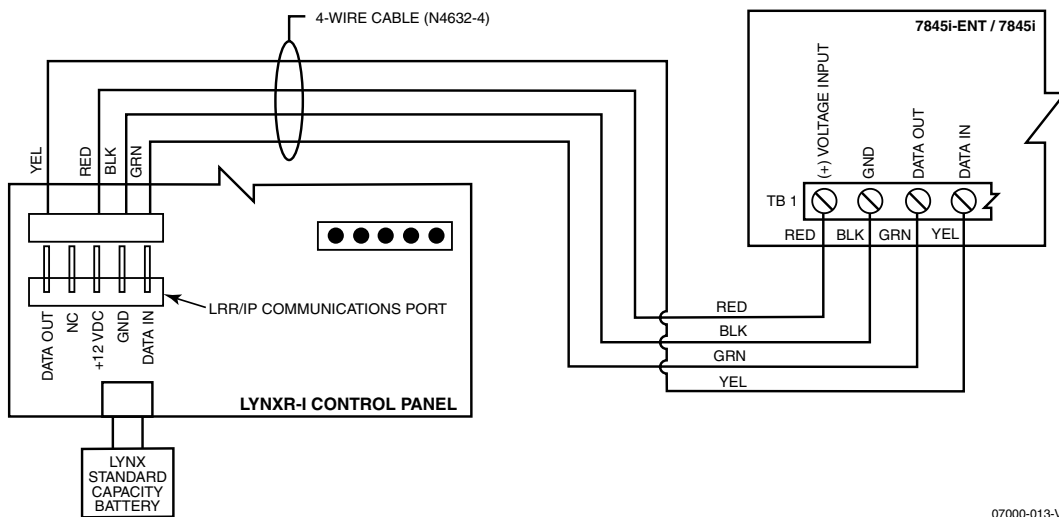 4-WIRE CABLE (N4632-4)
7845i-ENT / 7845i
YEL
RED
BLK
GRN
(+) VOLTAGE INPUT
GND
DATA OUT
DATA IN
TB 1
RED
BLK
GRN
YEL
LRR/IP COMMUNICATIONS PORT
DATA OUT
NC
+12 VDC
GND
DATA IN
RED
BLK
GRN
YEL
LYNXR-I CONTROL PANEL
LYNX
STANDARD
CAPACITY
BATTERY